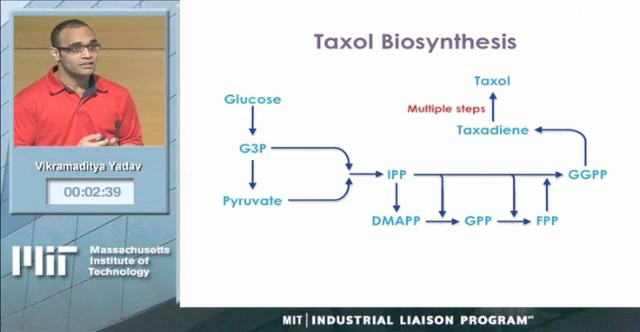 Taxol Biosynthesis
Taxol
Multiple steps
Taxadiene
Glucose
G3P
IPP
GGPP
Pyruvate
DMAPP
GPP
FPP
Vikramaditya Yadav
00:02:39
MIT
Massachusetts
Institute of
Technology
MIT INDUSTRIAL LIAISON PROGRAM